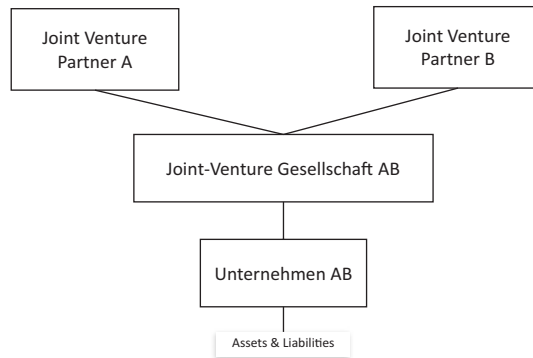 Joint Venture
Partner A
Joint Venture
Partner B
Joint-Venture Gesellschaft AB
Unternehmen AB
Assets & Liabilities